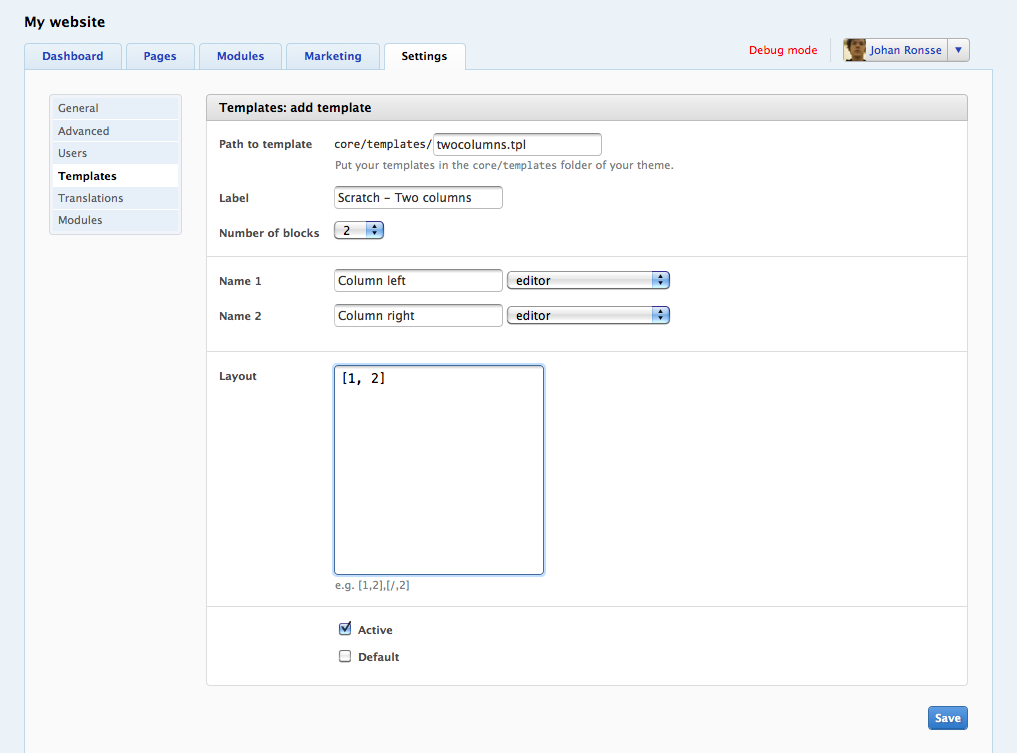 My website
Dashboard Pages Modules Marketing Settings Debug mode Johan Ronsse
General
Advanced
Users
Templates
Translations
Modules
Templates: add template
Path to template core/templates/ twocolumns.tpl
Put your templates in the core/templates folder of your theme.
Label Scratch – Two columns
Number of blocks 2
Name 1 Column left editor
Name 2 Column right editor
Layout [1, 2]
e.g. [1,2],[/,2]
Active
Default
Save